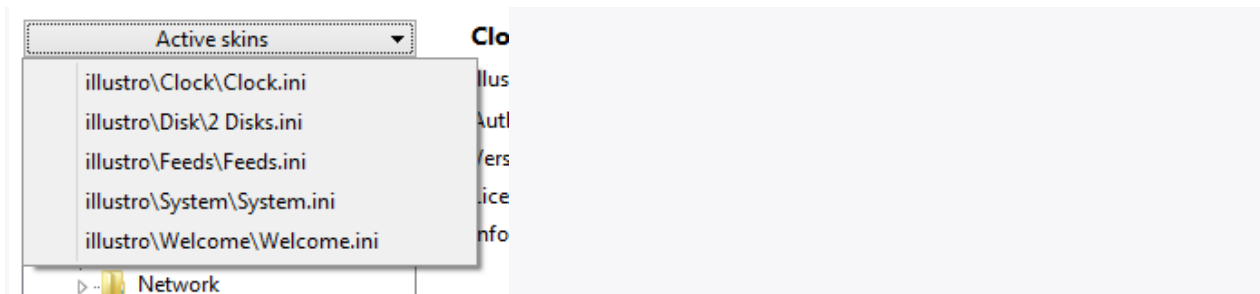 Active skins
illustro\Clock\Clock.ini
illustro\Disk\2 Disks.ini
illustro\Feeds\Feeds.ini
illustro\System\System.ini
illustro\Welcome\Welcome.ini
Network